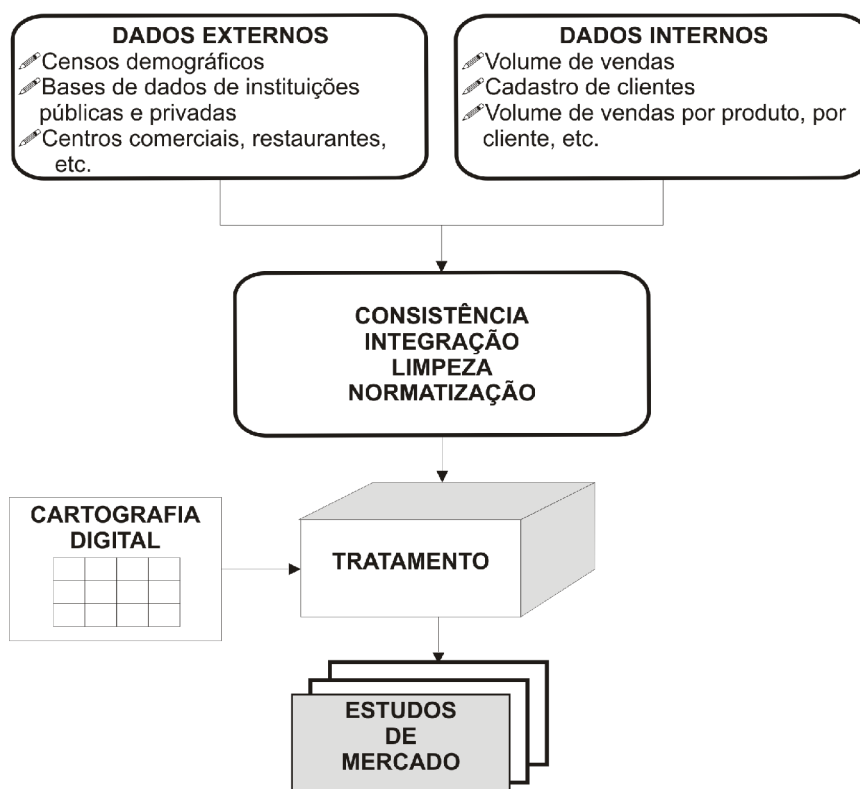 DADOS EXTERNOS
Censos demográficos
Bases de dados de instituições
públicas e privadas
Centros comerciais, restaurantes,
etc.
DADOS INTERNOS
Volume de vendas
Cadastro de clientes
Volume de vendas por produto, por
cliente, etc.
CONSISTÊNCIA
INTEGRAÇÃO
LIMPEZA
NORMATIZAÇÃO
CARTOGRAFIA
DIGITAL
TRATAMENTO
ESTUDOS
DE
MERCADO